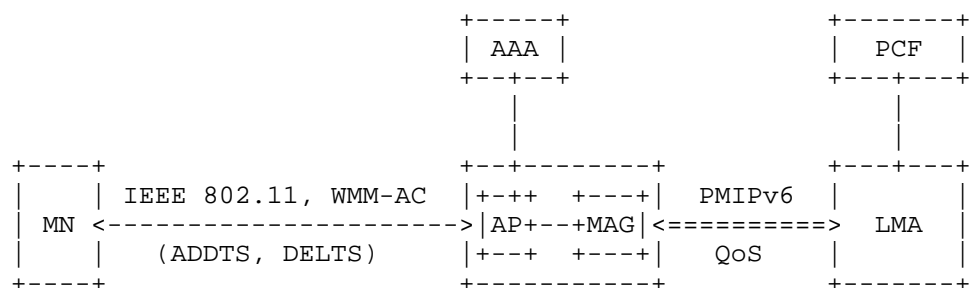 AAA PCF
IEEE 802.11, WMM-AC PMIPv6
MN AP MAG LMA
(ADDTS, DELTS) QoS